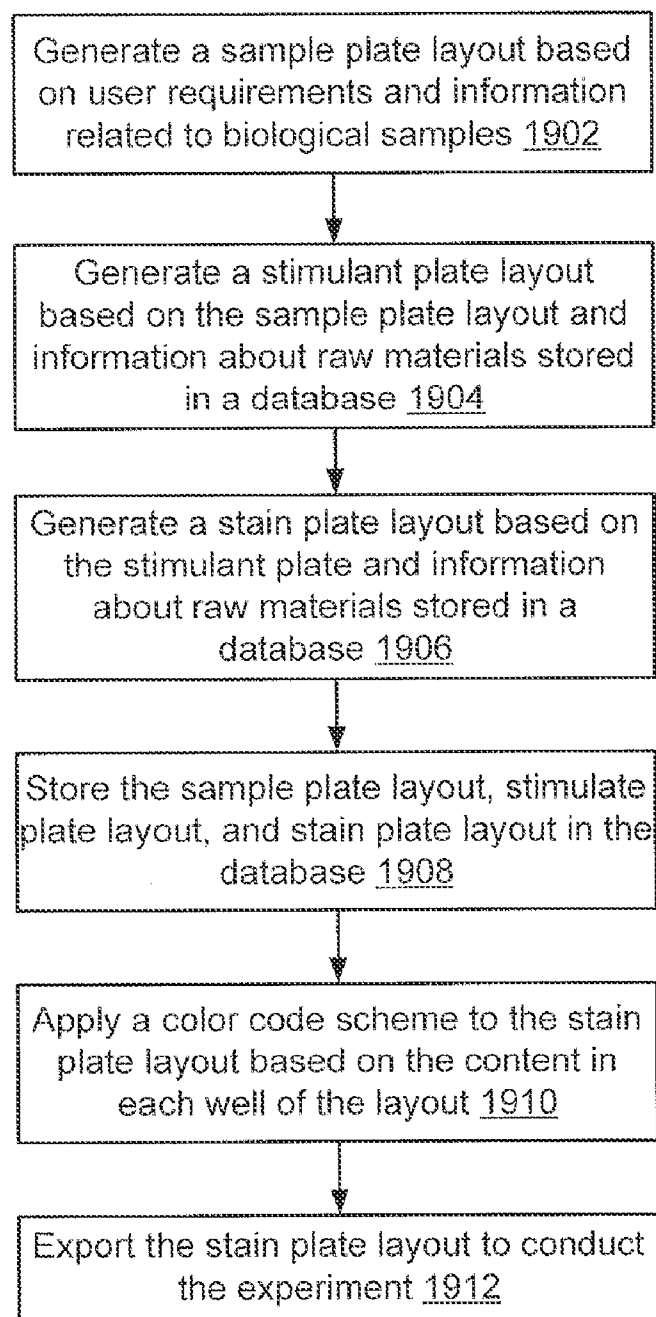 Generate a sample plate layout based
on user requirements and information
related to biological samples 1902
Generate a stimulant plate layout
based on the sample plate layout and
information about raw materials stored
in a database 1904
Generate a stain plate layout based on
the stimulant plate and information
about raw materials stored in a
database 1906
Store the sample plate layout, stimulate
plate layout, and stain plate layout in the
database 1908
Apply a color code scheme to the stain
plate layout based on the content in
each well of the layout 1910
Export the stain plate layout to conduct
the experiment 1912